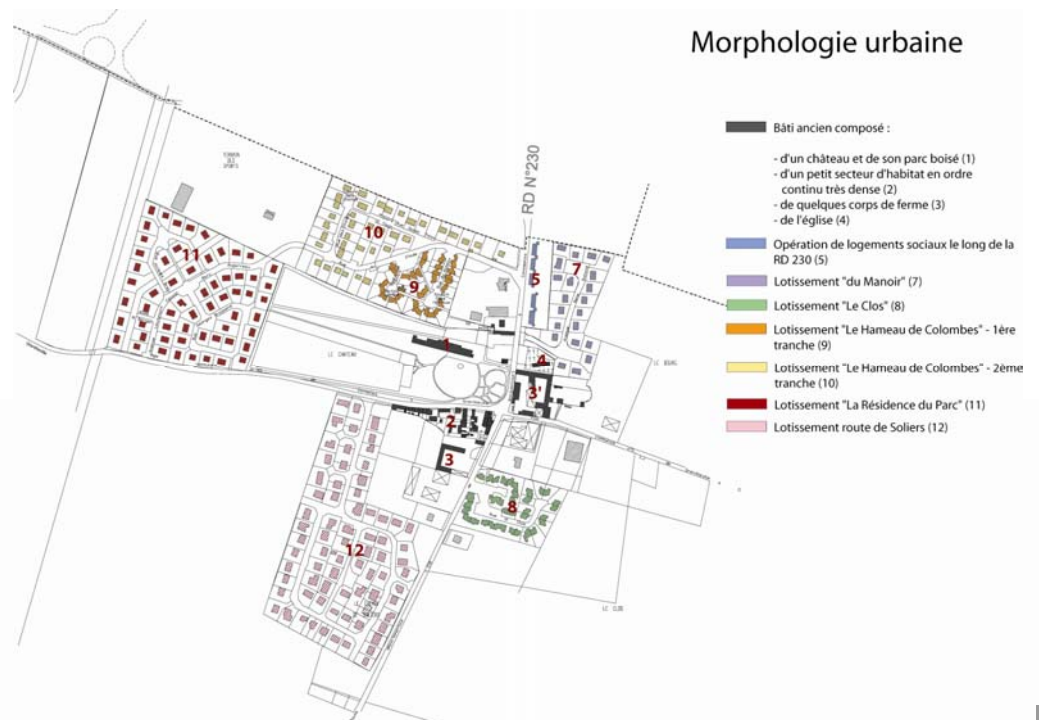 Morphologie urbaine
Bâti ancien composé :
- d'un château et de son parc boisé (1)
- d'un petit secteur d'habitat en ordre
continu très dense (2)
- de quelques corps de ferme (3)
- de l'église (4)
Opération de logements sociaux le long de la
RD 230 (5)
Lotissement "du Manoir" (7)
Lotissement "Le Clos" (8)
Lotissement "Le Hameau de Colombes" - 1ère
tranche (9)
Lotissement "Le Hameau de Colombes" - 2ème
tranche (10)
Lotissement "La Résidence du Parc" (11)
Lotissement route de Soliers (12)
RD N°230
TERRAIN
DES
SPORTS
10
11
9
5
7
1
LE CHATEAU
4
LE BOURG
3'
2
3
8
12
LE CLOS